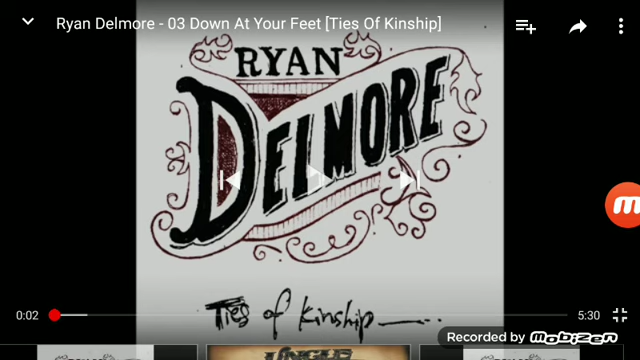 Ryan Delmore - 03 Down At Your Feet [Ties Of Kinship]
RYAN
DELMORE
Ties of Kinship
0:02
5:30
Recorded by mobizen